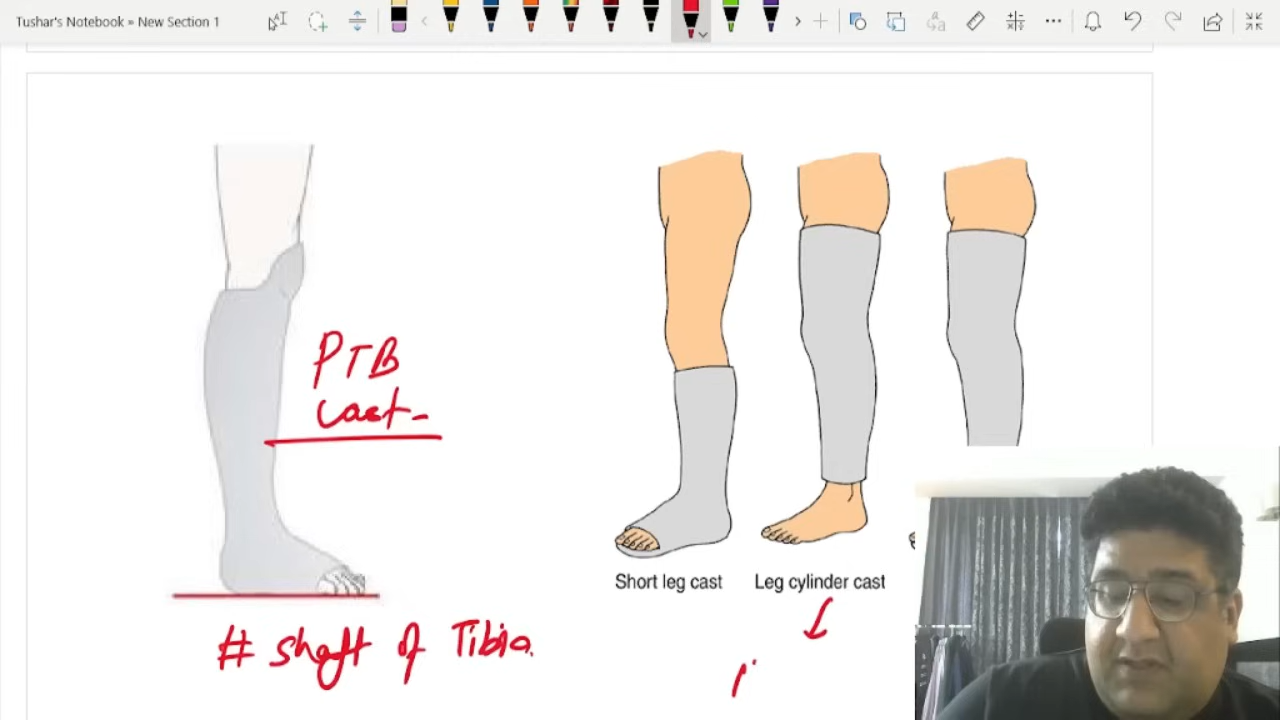 Tushar's Notebook » New Section 1
PTB
cast-
Short leg cast
Leg cylinder cast
# shaft of Tibia